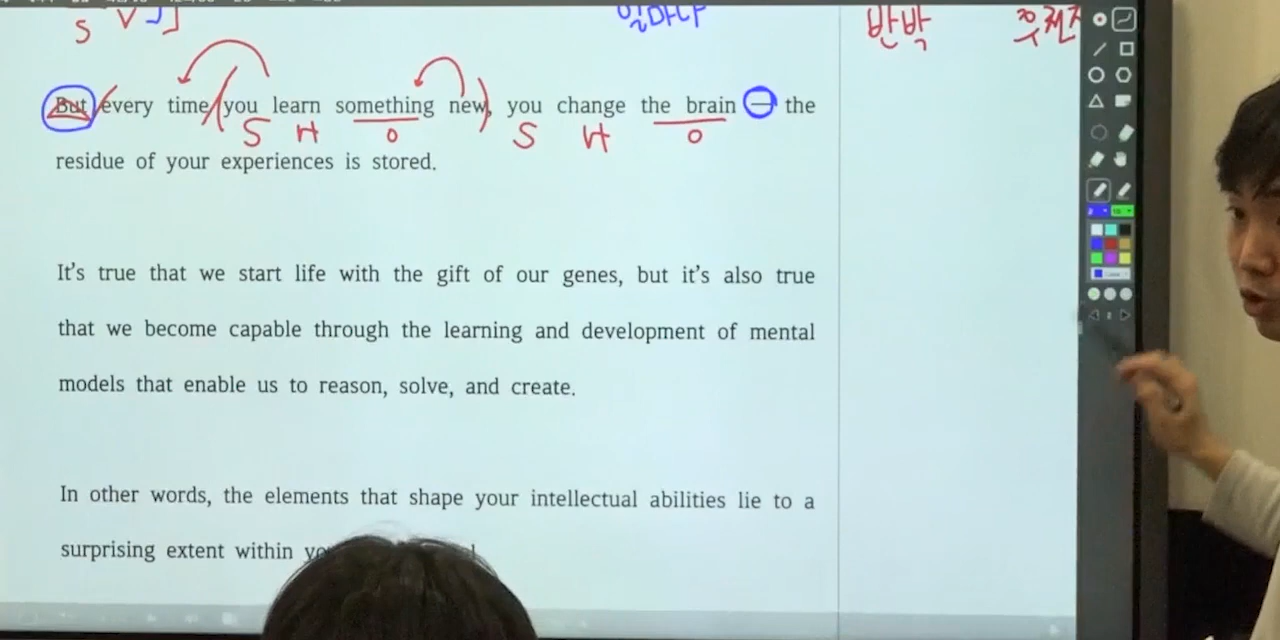 S V
얼마나 반박
But every time you learn something new, you change the brain — the
S V O S V O
residue of your experiences is stored.
It's true that we start life with the gift of our genes, but it's also true
that we become capable through the learning and development of mental
models that enable us to reason, solve, and create.
In other words, the elements that shape your intellectual abilities lie to a
surprising extent within